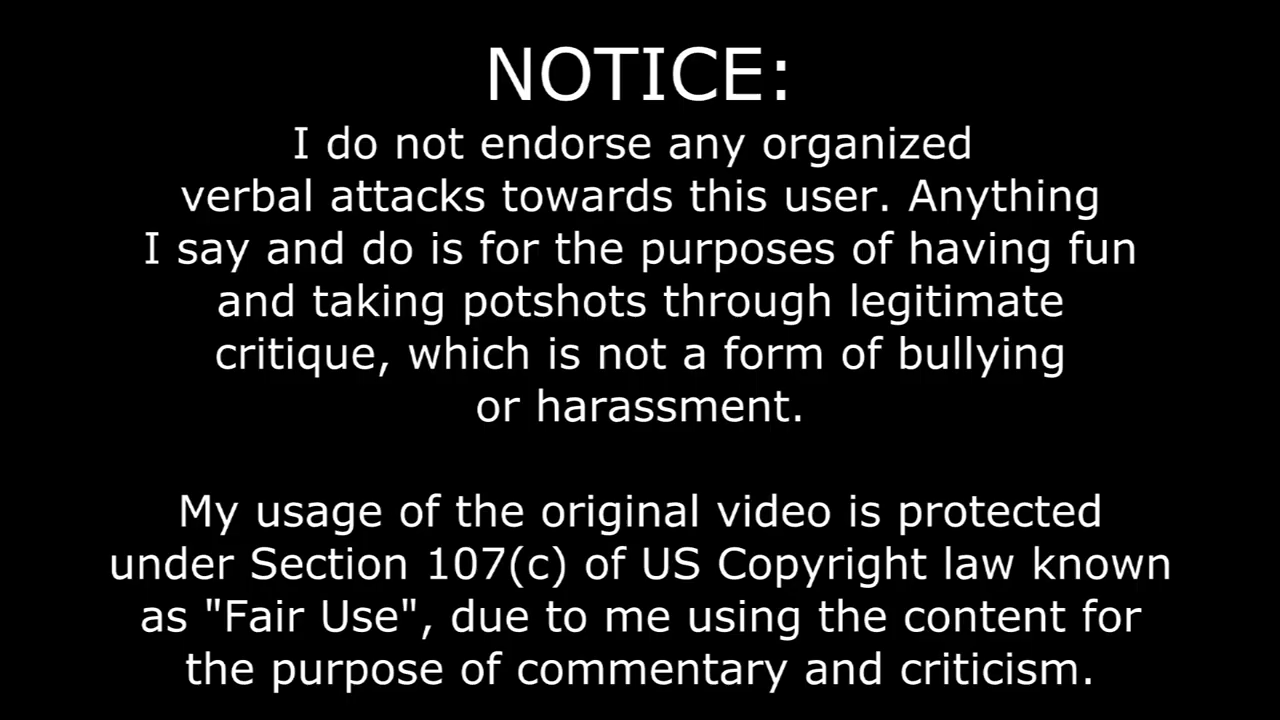 NOTICE:
I do not endorse any organized
verbal attacks towards this user. Anything
I say and do is for the purposes of having fun
and taking potshots through legitimate
critique, which is not a form of bullying
or harassment.
My usage of the original video is protected
under Section 107(c) of US Copyright law known
as "Fair Use", due to me using the content for
the purpose of commentary and criticism.